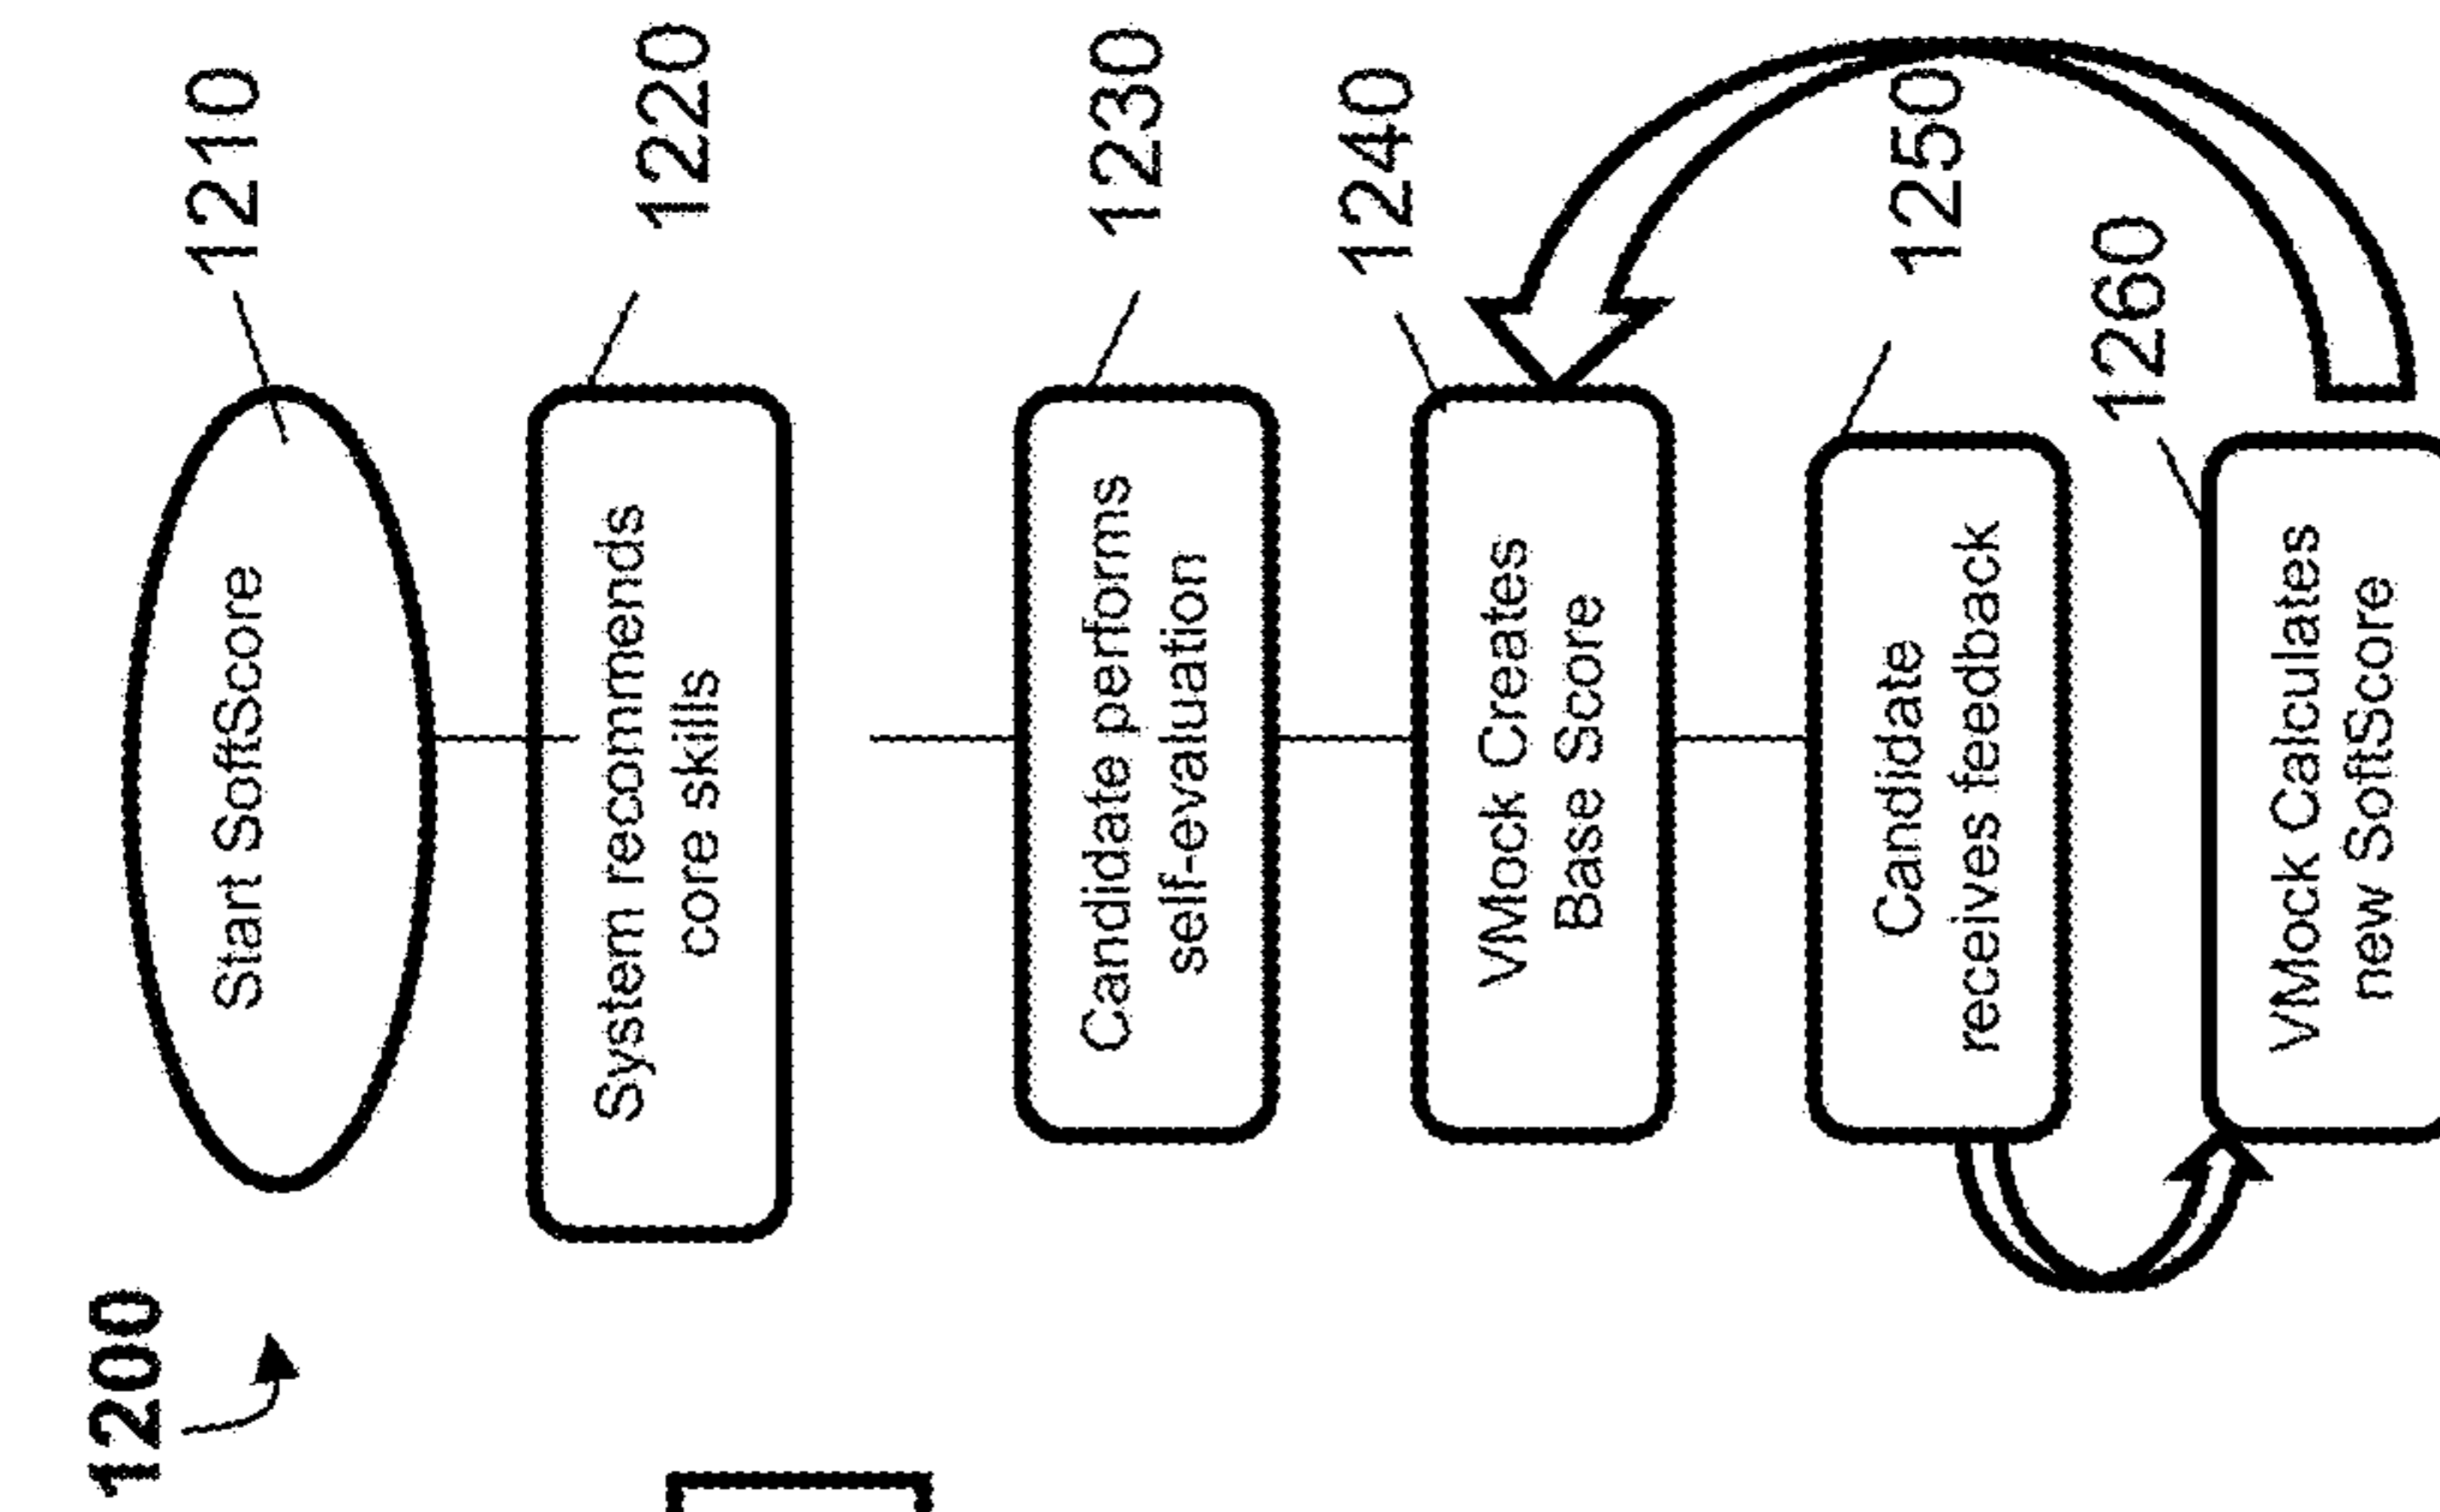 1200
1210
Start SoftScore
1220
System recommends
core skills
1230
Candidate performs
self-evaluation
1240
VMock Creates
Base Score
1250
Candidate
receives feedback
1260
VMock Calculates
new SoftScore